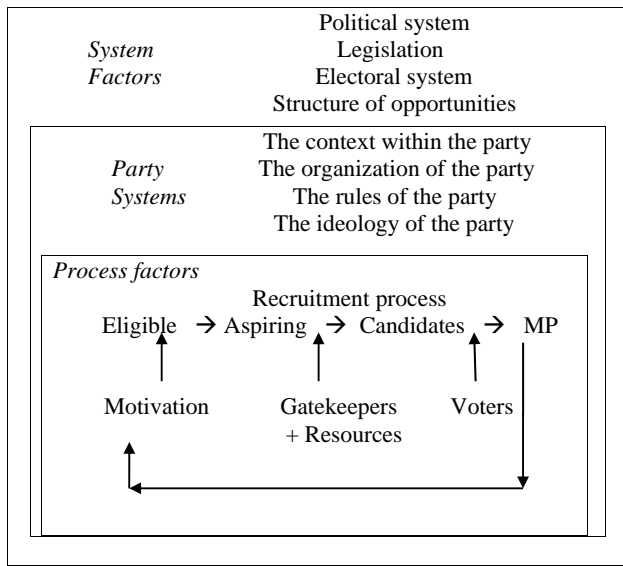 Political system
System Legislation
Factors Electoral system
Structure of opportunities
The context within the party
Party The organization of the party
Systems The rules of the party
The ideology of the party
Process factors
Recruitment process
Eligible → Aspiring → Candidates → MP
Motivation Gatekeepers Voters
+ Resources